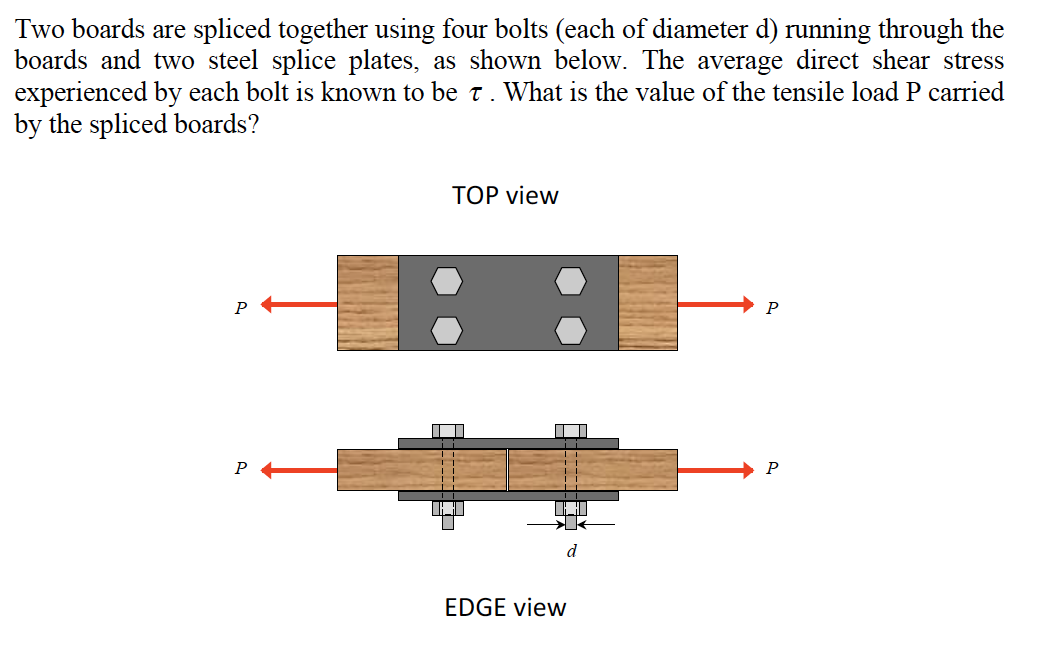 Two boards are spliced together using four bolts (each of diameter d) running through the
boards and two steel splice plates, as shown below. The average direct shear stress
experienced by each bolt is known to be τ. What is the value of the tensile load P carried
by the spliced boards?
TOP view
P
P
P
P
d
EDGE view